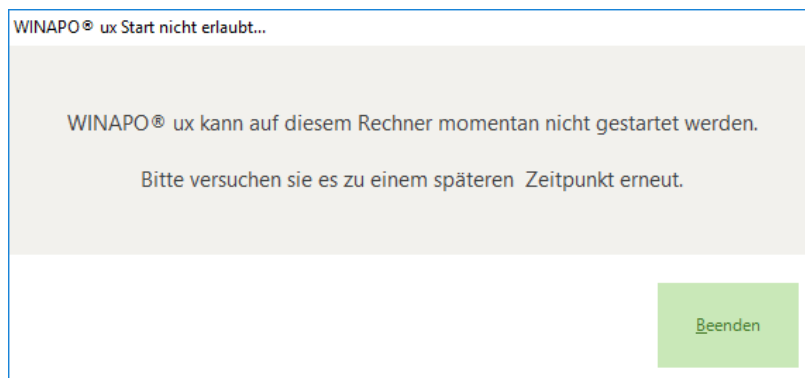 WINAPO® ux Start nicht erlaubt...
WINAPO® ux kann auf diesem Rechner momentan nicht gestartet werden.
Bitte versuchen sie es zu einem späteren  Zeitpunkt erneut.
Beenden